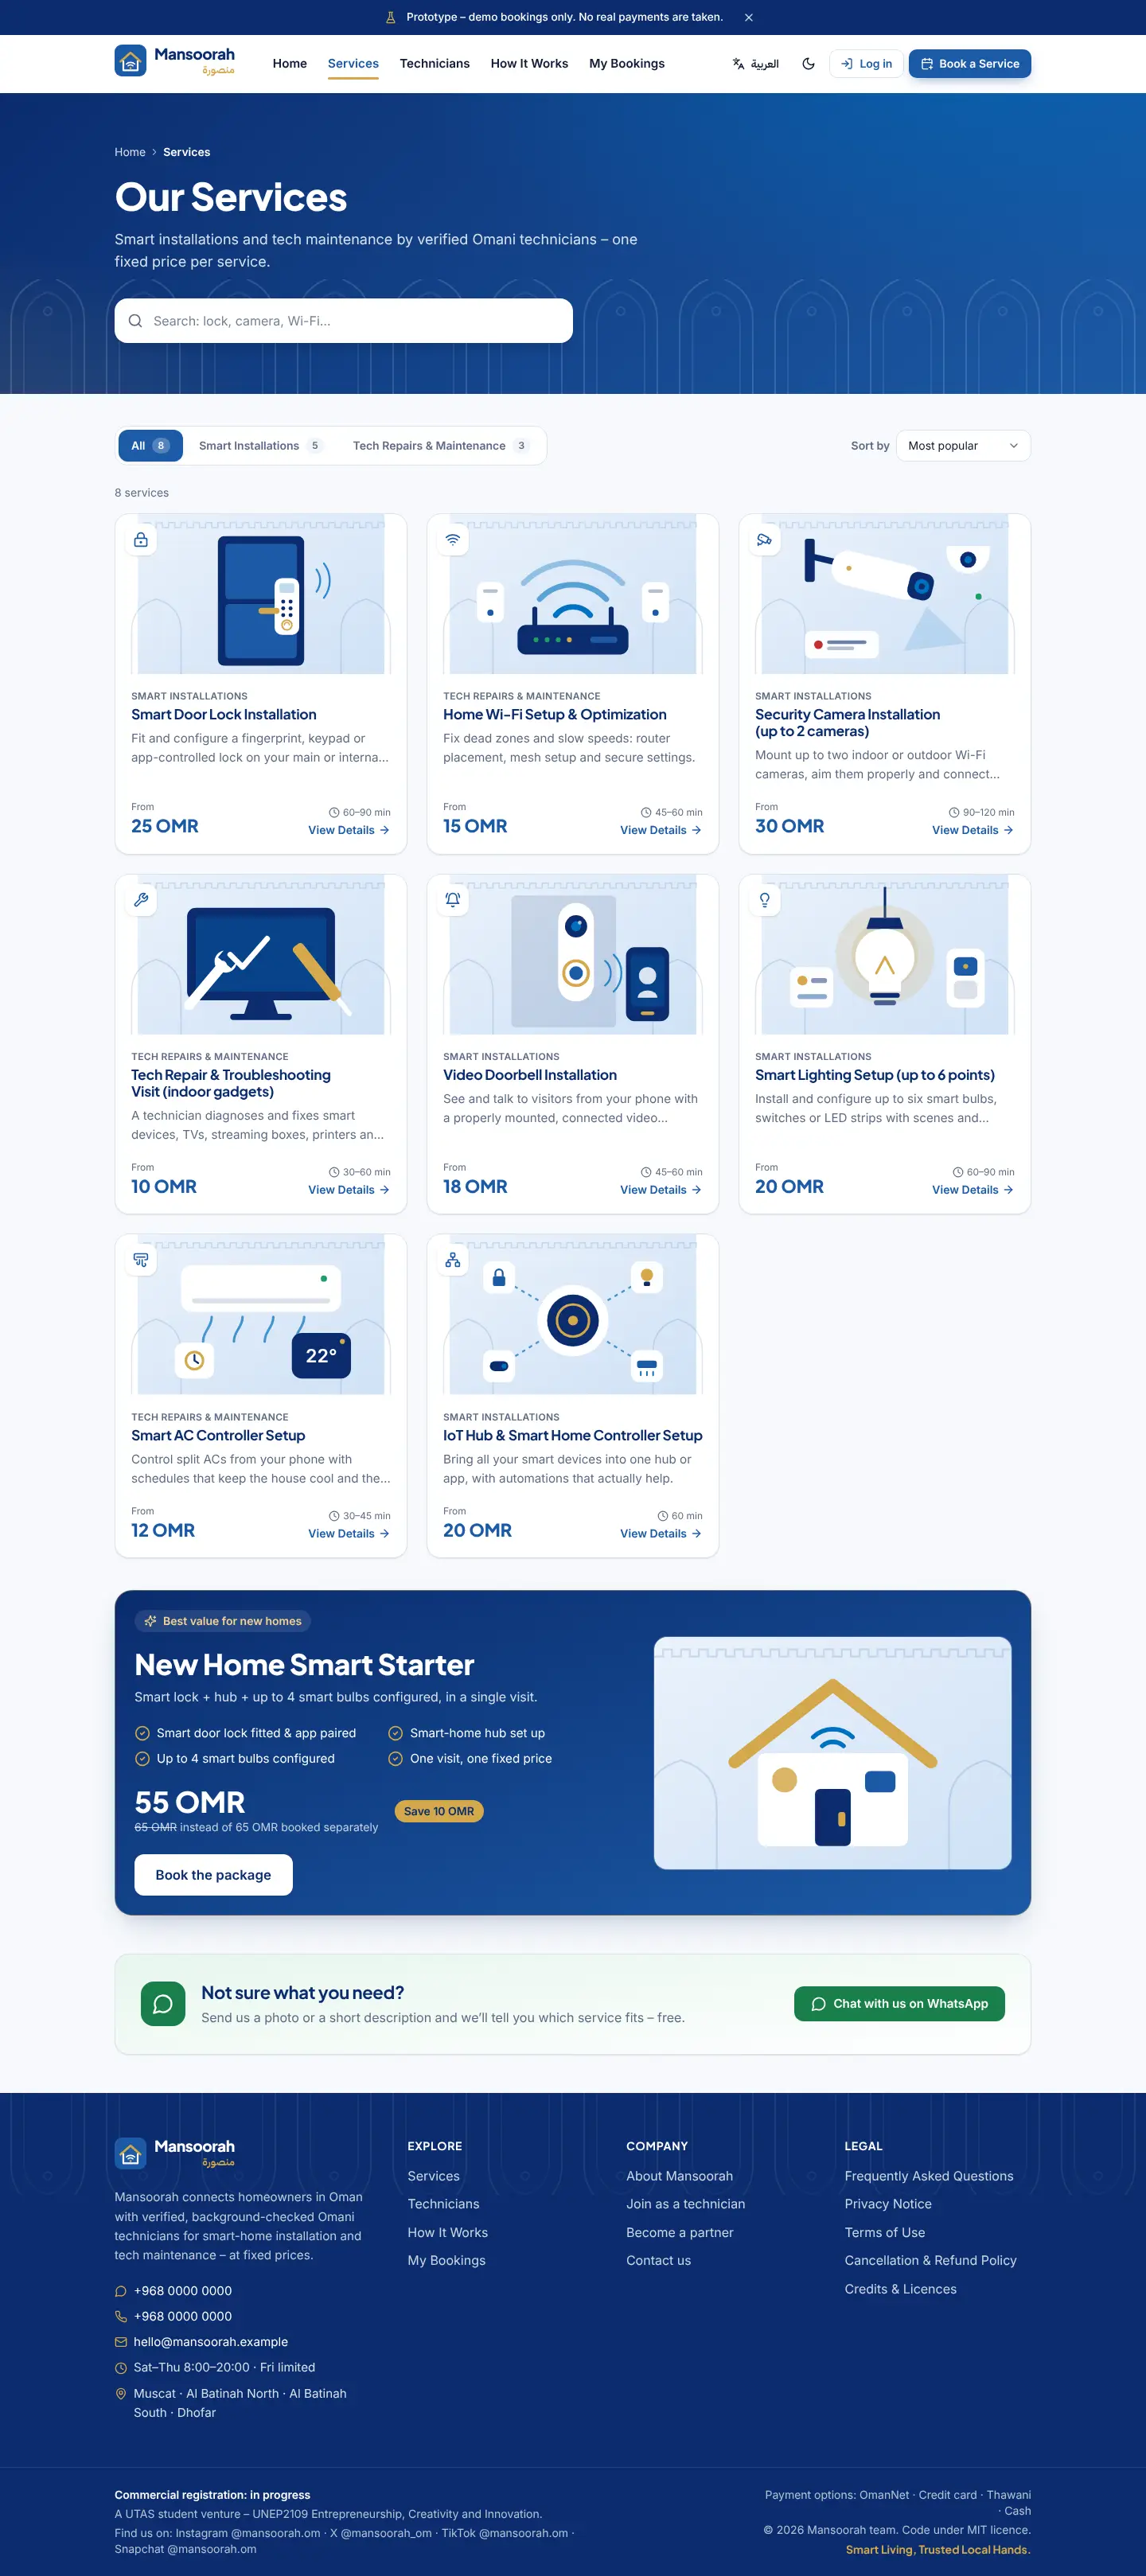 Prototype – demo bookings only. No real payments are taken.
Mansoorah
منصورة
Home
Services
Technicians
How It Works
My Bookings
العربية
Log in
Book a Service
Home > Services
Our Services
Smart installations and tech maintenance by verified Omani technicians – one
fixed price per service.
Search: lock, camera, Wi-Fi...
All 8
Smart Installations 5
Tech Repairs & Maintenance 3
Sort by
Most popular
8 services
SMART INSTALLATIONS
Smart Door Lock Installation
Fit and configure a fingerprint, keypad or
app-controlled lock on your main or interna...
From
60–90 min
25 OMR
View Details
TECH REPAIRS & MAINTENANCE
Home Wi-Fi Setup & Optimization
Fix dead zones and slow speeds: router
placement, mesh setup and secure settings.
From
45–60 min
15 OMR
View Details
SMART INSTALLATIONS
Security Camera Installation
(up to 2 cameras)
Mount up to two indoor or outdoor Wi-Fi
cameras, aim them properly and connect...
From
90–120 min
30 OMR
View Details
TECH REPAIRS & MAINTENANCE
Tech Repair & Troubleshooting
Visit (indoor gadgets)
A technician diagnoses and fixes smart
devices, TVs, streaming boxes, printers an...
From
30–60 min
10 OMR
View Details
SMART INSTALLATIONS
Video Doorbell Installation
See and talk to visitors from your phone with
a properly mounted, connected video...
From
45–60 min
18 OMR
View Details
SMART INSTALLATIONS
Smart Lighting Setup (up to 6 points)
Install and configure up to six smart bulbs,
switches or LED strips with scenes and...
From
60–90 min
20 OMR
View Details
22°
TECH REPAIRS & MAINTENANCE
Smart AC Controller Setup
Control split ACs from your phone with
schedules that keep the house cool and the...
From
30–45 min
12 OMR
View Details
SMART INSTALLATIONS
IoT Hub & Smart Home Controller Setup
Bring all your smart devices into one hub or
app, with automations that actually help.
From
60 min
20 OMR
View Details
Best value for new homes
New Home Smart Starter
Smart lock + hub + up to 4 smart bulbs configured, in a single visit.
Smart door lock fitted & app paired
Smart-home hub set up
Up to 4 smart bulbs configured
One visit, one fixed price
55 OMR
65 OMR instead of 65 OMR booked separately
Save 10 OMR
Book the package
Not sure what you need?
Send us a photo or a short description and we'll tell you which service fits – free.
Chat with us on WhatsApp
Mansoorah
منصورة
Mansoorah connects homeowners in Oman
with verified, background-checked Omani
technicians for smart-home installation and
tech maintenance – at fixed prices.
+968 0000 0000
+968 0000 0000
hello@mansoorah.example
Sat–Thu 8:00–20:00 · Fri limited
Muscat · Al Batinah North · Al Batinah
South · Dhofar
EXPLORE
Services
Technicians
How It Works
My Bookings
COMPANY
About Mansoorah
Join as a technician
Become a partner
Contact us
LEGAL
Frequently Asked Questions
Privacy Notice
Terms of Use
Cancellation & Refund Policy
Credits & Licences
Commercial registration: in progress
A UTAS student venture – UNEP2109 Entrepreneurship, Creativity and Innovation.
Find us on: Instagram @mansoorah.om · X @mansoorah_om · TikTok @mansoorah.om ·
Snapchat @mansoorah.om
Payment options: OmanNet · Credit card · Thawani
· Cash
© 2026 Mansoorah team. Code under MIT licence.
Smart Living, Trusted Local Hands.